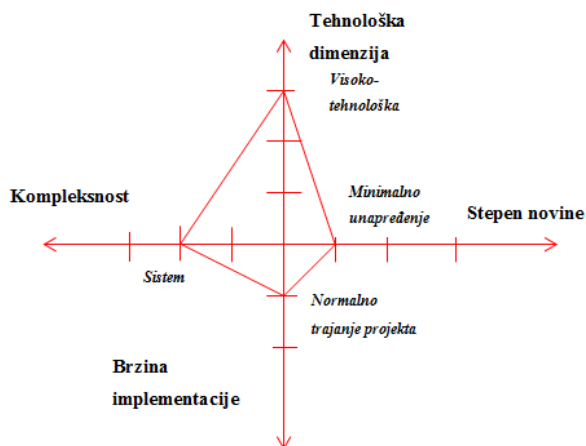 Tehnološka
dimenzija
Visoko-
tehnološka
Kompleksnost
Minimalno
unapređenje
Stepen novine
Sistem
Normalno
trajanje projekta
Brzina
implementacije